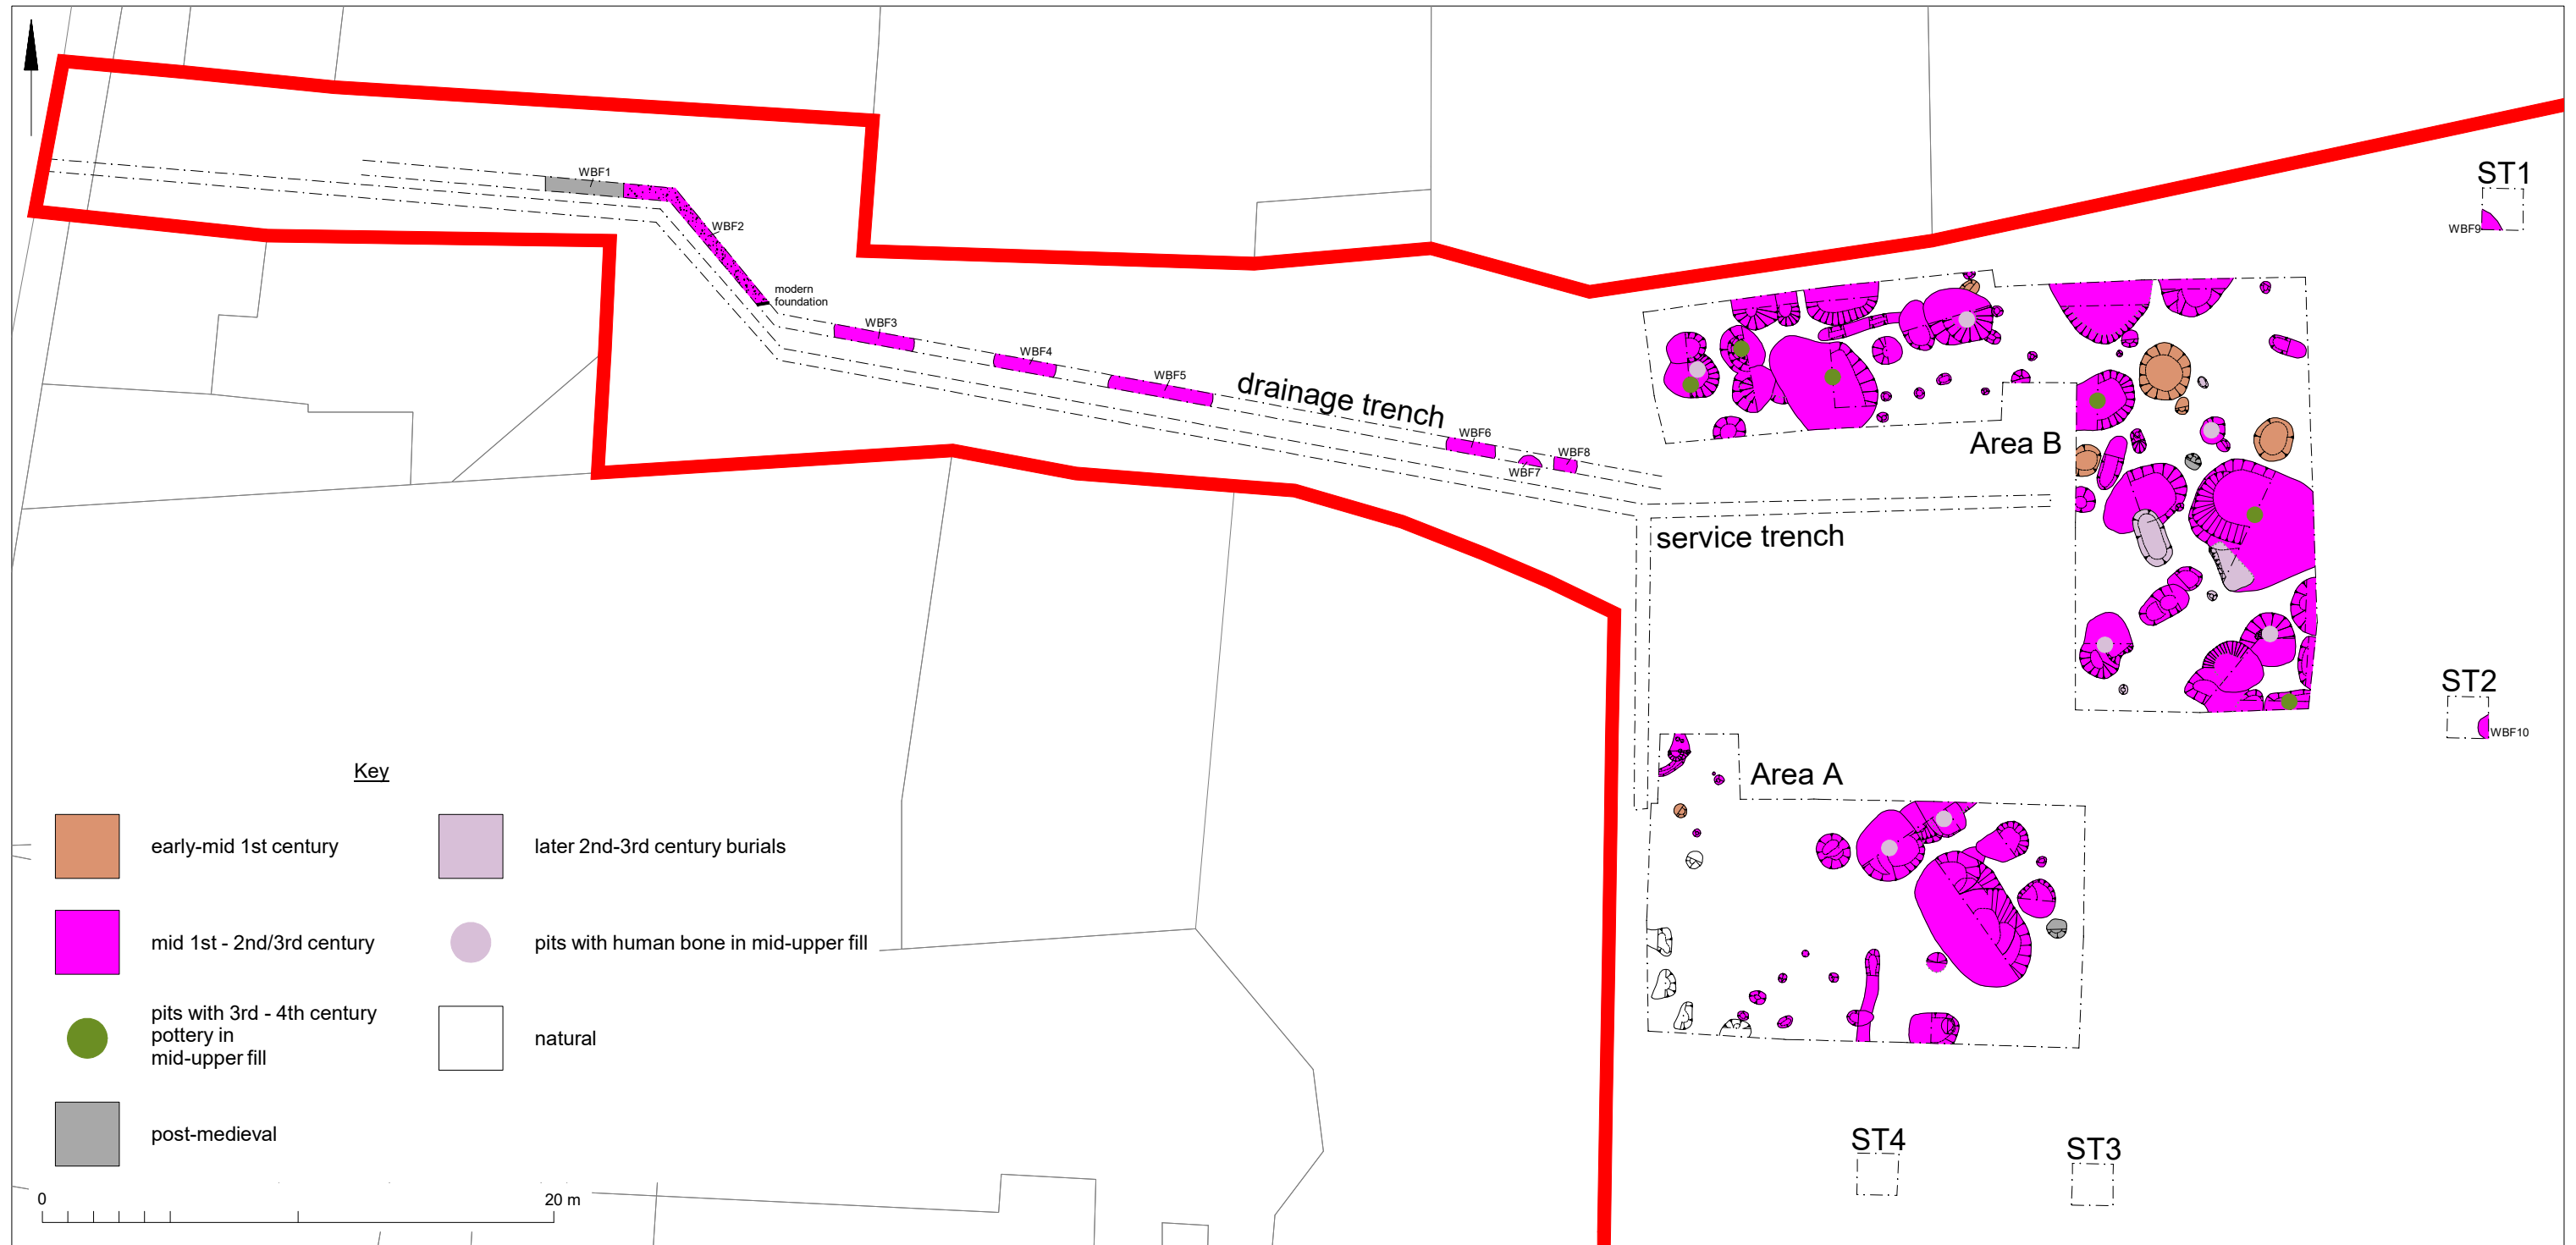 ST1
WBF1
WBF2
WBF9
modern
foundation
WBF3
WBF4
WBF5
drainage trench
WBF6
WBF7
WBF8
Area B
service trench
ST2
WBF10
Area A
Key
early-mid 1st century
later 2nd-3rd century burials
mid 1st - 2nd/3rd century
pits with human bone in mid-upper fill
pits with 3rd - 4th century
pottery in
mid-upper fill
natural
post-medieval
ST4
ST3
0
20 m